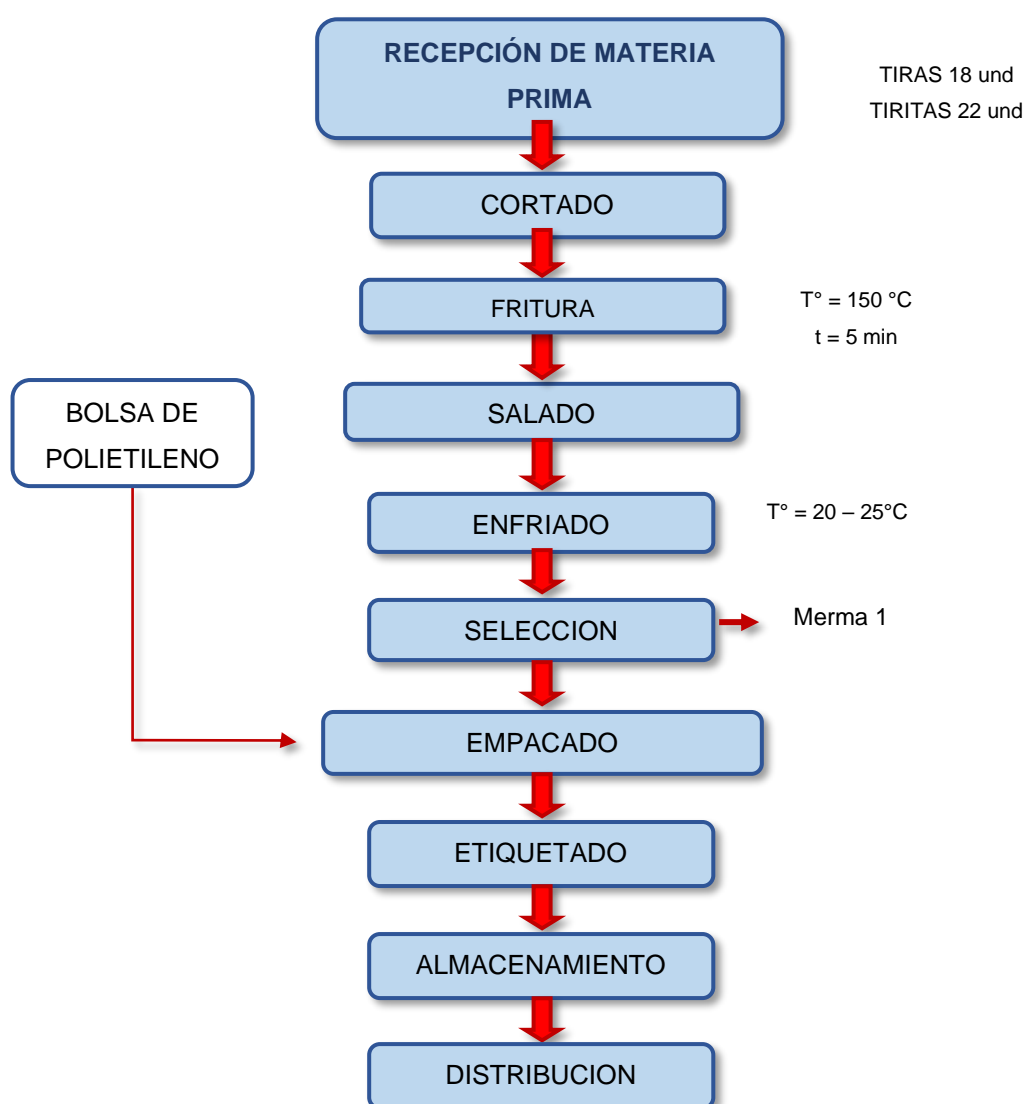 RECEPCIÓN DE MATERIA
PRIMA
TIRAS 18 und
TIRITAS 22 und
CORTADO
FRITURA
T° = 150 °C
t = 5 min
SALADO
BOLSA DE
POLIETILENO
ENFRIADO
T° = 20 – 25°C
SELECCION
Merma 1
EMPACADO
ETIQUETADO
ALMACENAMIENTO
DISTRIBUCION